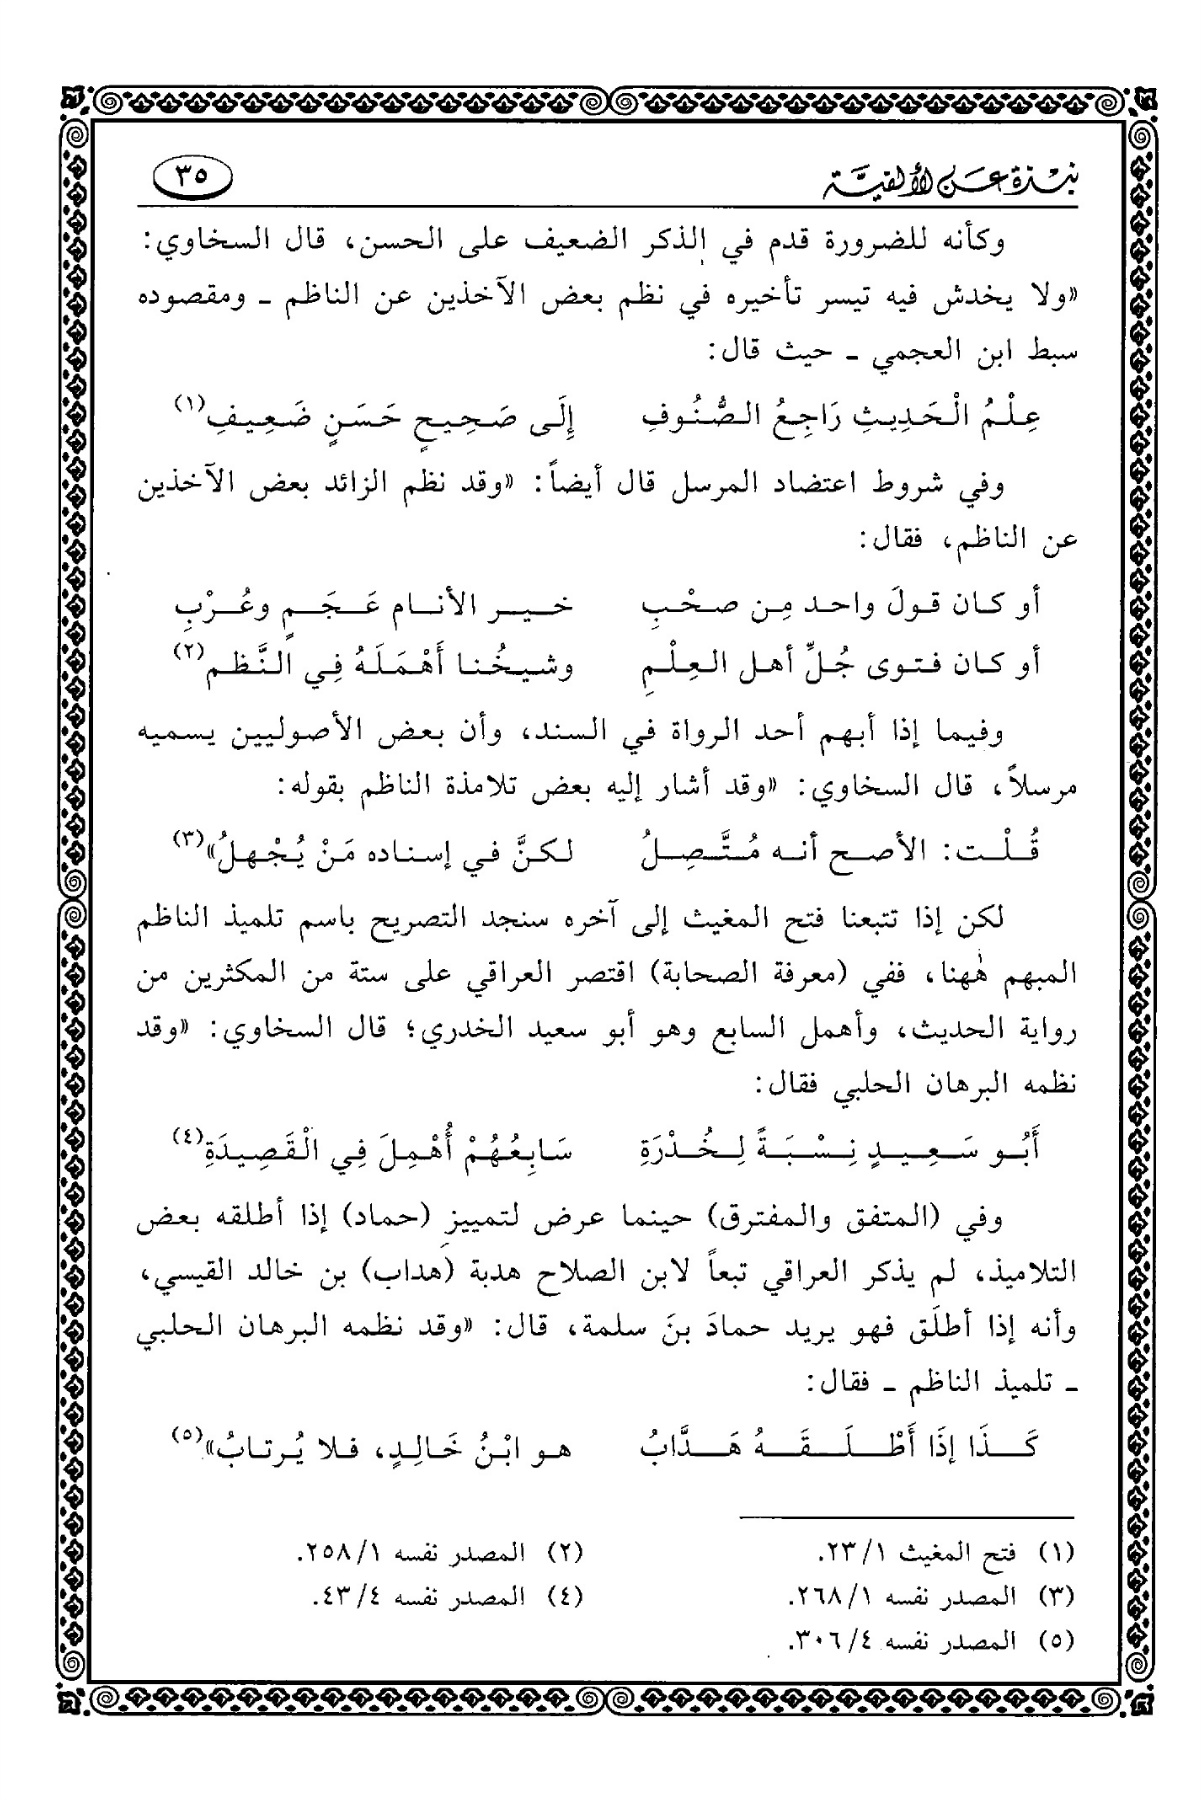 نبذة عن الألفية
٣٥
وكأنه للضرورة قدم في الذكر الضعيف على الحسن، قال السخاوي:
«ولا يخدش فيه تيسر تأخيره في نظم بعض الآخذين عن الناظم ـ ومقصوده
سبط ابن العجمي ـ حيث قال:
عِلْمُ الْحَدِيثِ رَاجِعُ الصُّنُوفِ إِلَى صَحِيحٍ حَسَنٍ ضَعِيفِ(١)
وفي شروط اعتضاد المرسل قال أيضاً: «وقد نظم الزائد بعض الآخذين
عن الناظم، فقال:
أو كان قولَ واحد مِن صحْبِ خير الأنام عَجَمٍ وعُرْبِ
أو كان فتوى جُلِّ أهل العِلْمِ وشيخُنا أَهْمَلَهُ فِي النَّظم(٢)
وفيما إذا أبهم أحد الرواة في السند، وأن بعض الأصوليين يسميه
مرسلاً، قال السخاوي: «وقد أشار إليه بعض تلامذة الناظم بقوله:
قُلْت: الأصح أنه مُتَّصِلُ لكنَّ في إسناده مَنْ يُجْهلُ»(٣)
لكن إذا تتبعنا فتح المغيث إلى آخره سنجد التصريح باسم تلميذ الناظم
المبهم هٰهنا، ففي (معرفة الصحابة) اقتصر العراقي على ستة من المكثرين من
رواية الحديث، وأهمل السابع وهو أبو سعيد الخدري؛ قال السخاوي: «وقد
نظمه البرهان الحلبي فقال:
أَبُو سَعِيدٍ نِسْبَةً لِخُدْرَةِ سَابِعُهُمْ أُهْمِلَ فِي الْقَصِيدَةِ(٤)
وفي (المتفق والمفترق) حينما عرض لتمييز (حماد) إذا أطلقه بعض
التلاميذ، لم يذكر العراقي تبعاً لابن الصلاح هدبة (هداب) بن خالد القيسي،
وأنه إذا أطلَق فهو يريد حمادَ بنَ سلمة، قال: «وقد نظمه البرهان الحلبي
ـ تلميذ الناظم ـ فقال:
كَذَا إذَا أَطْلَقَهُ هَدَّابُ هو ابْنُ خَالِدٍ، فلا يُرتابُ»(٥)
(١) فتح المغيث ٢٣/١.
(٢) المصدر نفسه ٢٥٨/١.
(٣) المصدر نفسه ٢٦٨/١.
(٤) المصدر نفسه ٤٣/٤.
(٥) المصدر نفسه ٣٠٦/٤.